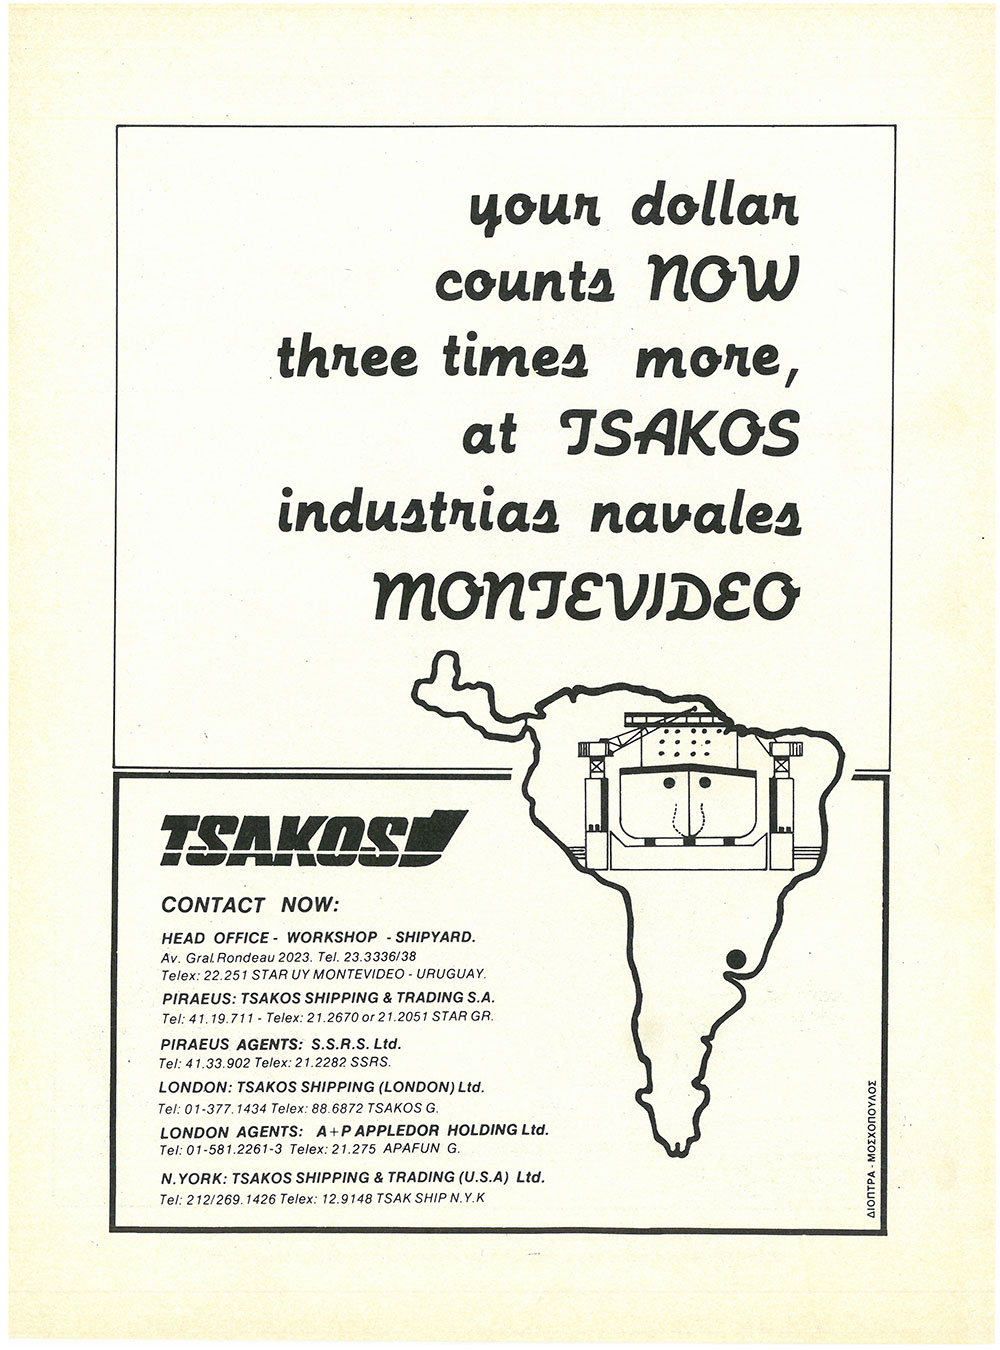 your dollar
counts NOW
three times more,
at TSAKOS
industrias navales
MONTEVIDEO
TSAKOS
CONTACT NOW:
HEAD OFFICE - WORKSHOP - SHIPYARD.
Av. Gral. Rondeau 2023. Tel. 23.3336/38
Telex: 22.251 STAR UY MONTEVIDEO - URUGUAY.
PIRAEUS: TSAKOS SHIPPING & TRADING S.A.
Tel: 41.19.711 - Telex: 21.2670 or 21.2051 STAR GR.
PIRAEUS AGENTS: S.S.R.S. Ltd.
Tel: 41.33.902 Telex: 21.2282 SSRS.
LONDON: TSAKOS SHIPPING (LONDON) Ltd.
Tel: 01-377.1434 Telex: 88.6872 TSAKOS G.
LONDON AGENTS: A+P APPLEDOR HOLDING Ltd.
Tel: 01-581.2261-3 Telex: 21.275 APAFUN G.
N.YORK: TSAKOS SHIPPING & TRADING (U.S.A) Ltd.
Tel: 212/269.1426 Telex: 12.9148 TSAK SHIP N.Y.K
ΔΙΟΠΤΡΑ - ΜΟΣΧΟΠΟΥΛΟΣ